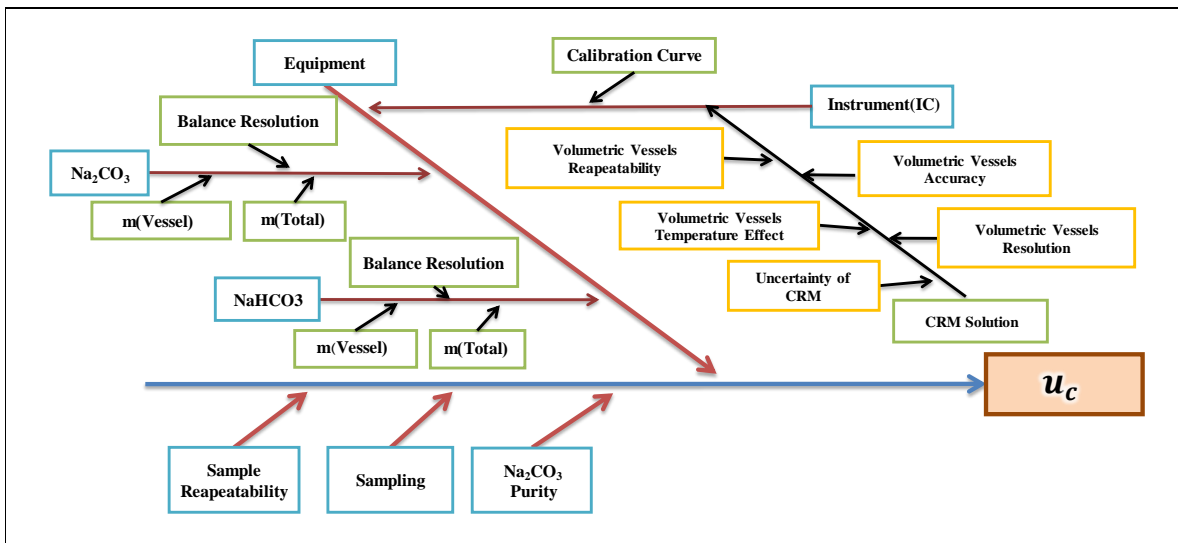 Equipment
Calibration Curve
Instrument(IC)
Balance Resolution
Na₂CO₃
m(Vessel)
m(Total)
Volumetric Vessels
Reapeatability
Volumetric Vessels
Accuracy
Volumetric Vessels
Temperature Effect
Volumetric Vessels
Resolution
Uncertainty of
CRM
CRM Solution
Balance Resolution
NaHCO3
m(Vessel)
m(Total)
u_c
Sample
Reapeatability
Sampling
Na₂CO₃
Purity